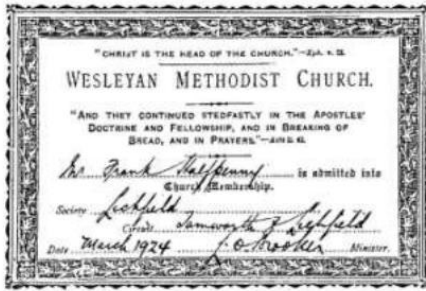 "CHRIST IS THE HEAD OF THE CHURCH."—Eph. v. 23.
WESLEYAN METHODIST CHURCH.
"AND THEY CONTINUED STEDFASTLY IN THE APOSTLES'
DOCTRINE AND FELLOWSHIP, AND IN BREAKING OF
BREAD, AND IN PRAYERS."—Acts ii. 42.
Mr Frank Halfpenny is admitted into
Church Membership.
Society Lichfield
Circuit Tamworth & Lichfield
Date March 1924 Minister.